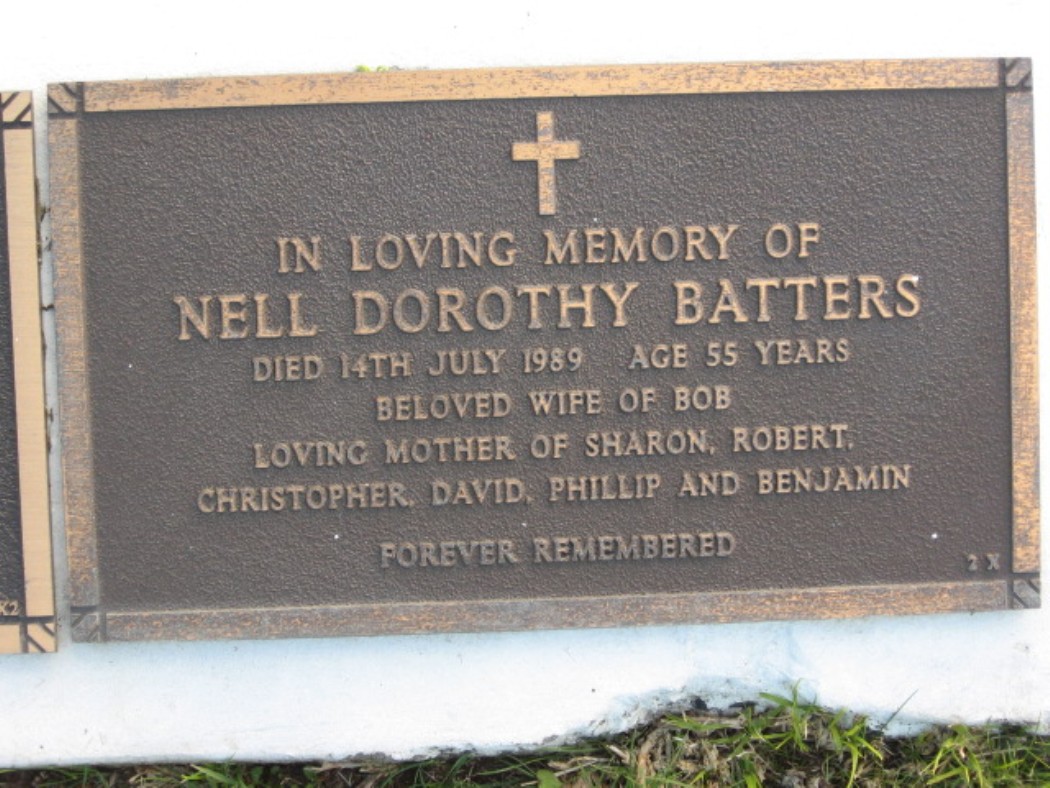 IN LOVING MEMORY OF
NELL DOROTHY BATTERS
DIED 14TH JULY 1989 AGE 55 YEARS
BELOVED WIFE OF BOB
LOVING MOTHER OF SHARON, ROBERT,
CHRISTOPHER, DAVID, PHILLIP AND BENJAMIN
FOREVER REMEMBERED
2 X
X2